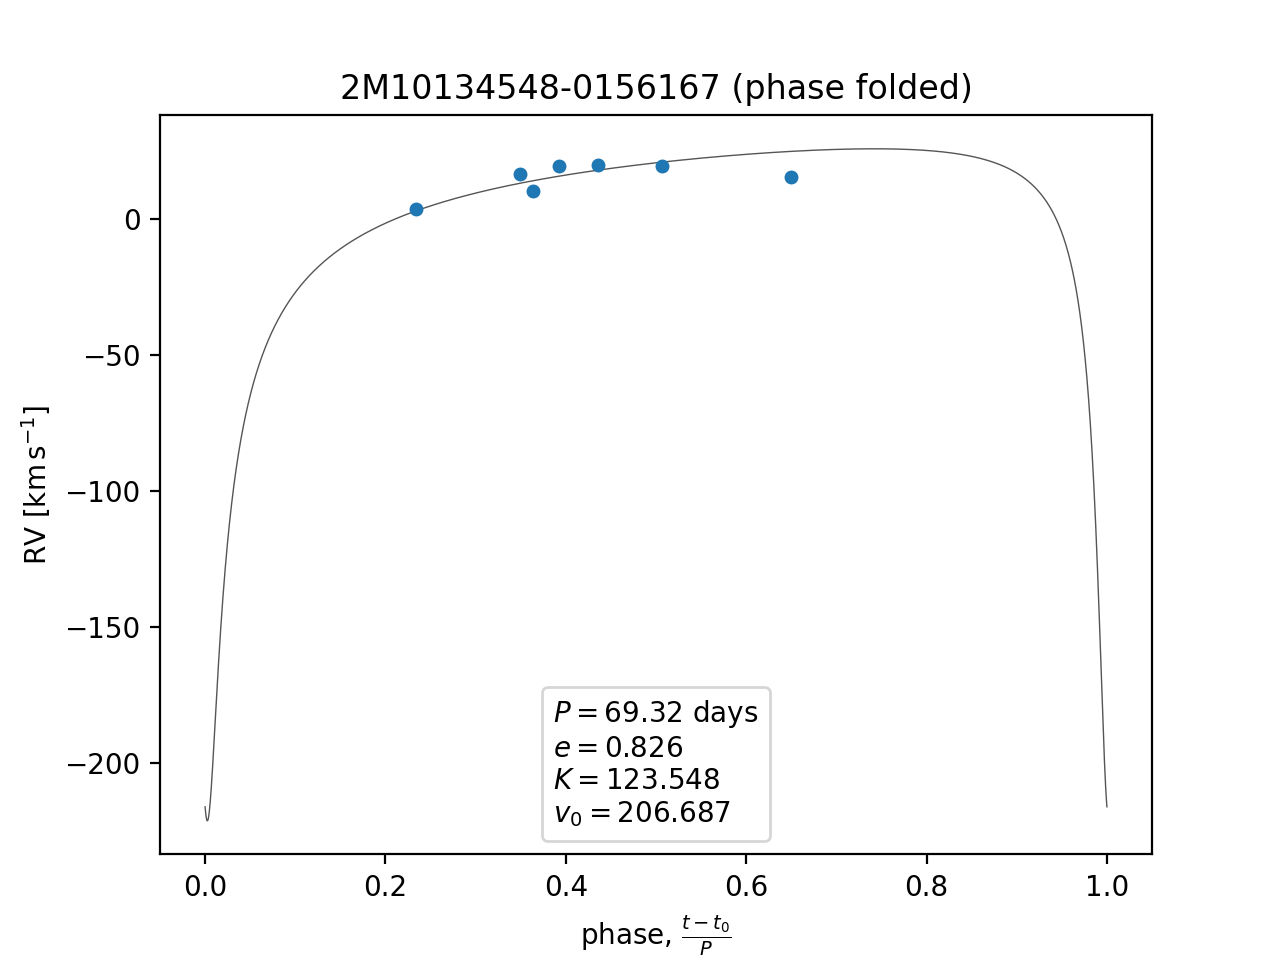 2M10134548-0156167 (phase folded)
RV [km s⁻¹]
0
−50
−100
−150
−200
P = 69.32 days
e = 0.826
K = 123.548
v₀ = 206.687
0.0 0.2 0.4 0.6 0.8 1.0
phase, (t − t₀)/P